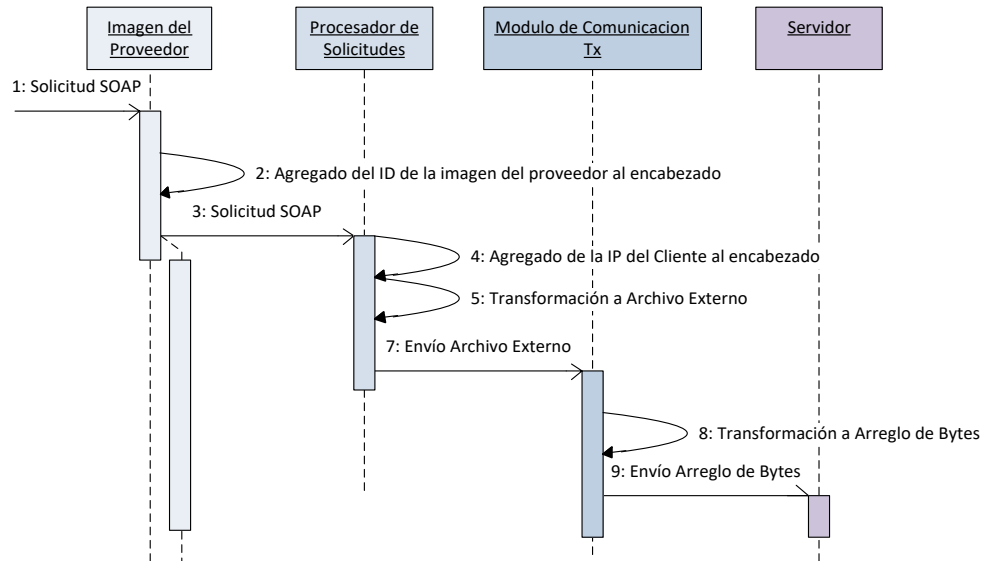 Imagen del
Proveedor
Procesador de
Solicitudes
Modulo de Comunicacion
Tx
Servidor
1: Solicitud SOAP
2: Agregado del ID de la imagen del proveedor al encabezado
3: Solicitud SOAP
4: Agregado de la IP del Cliente al encabezado
5: Transformación a Archivo Externo
7: Envío Archivo Externo
8: Transformación a Arreglo de Bytes
9: Envío Arreglo de Bytes